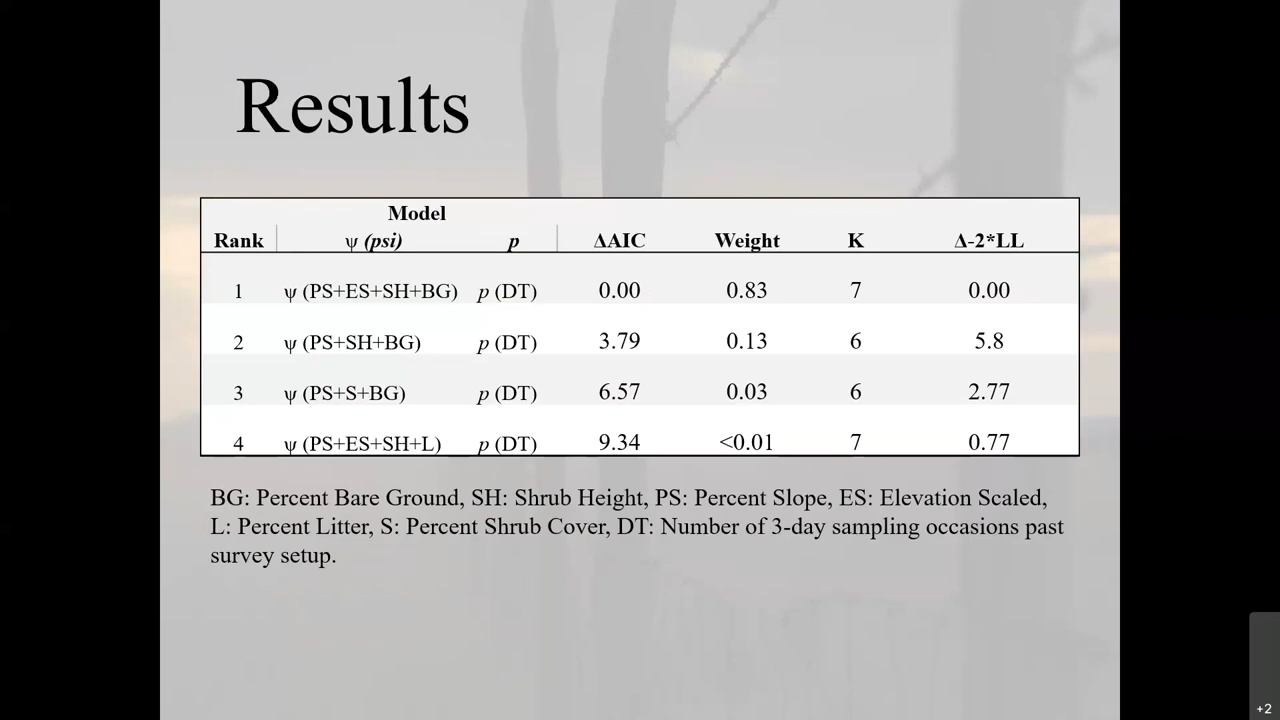 Results
Model
Rank ψ (psi) p ΔAIC Weight K Δ-2*LL
1 ψ (PS+ES+SH+BG) p (DT) 0.00 0.83 7 0.00
2 ψ (PS+SH+BG) p (DT) 3.79 0.13 6 5.8
3 ψ (PS+S+BG) p (DT) 6.57 0.03 6 2.77
4 ψ (PS+ES+SH+L) p (DT) 9.34 <0.01 7 0.77
BG: Percent Bare Ground, SH: Shrub Height, PS: Percent Slope, ES: Elevation Scaled,
L: Percent Litter, S: Percent Shrub Cover, DT: Number of 3-day sampling occasions past
survey setup.
+2